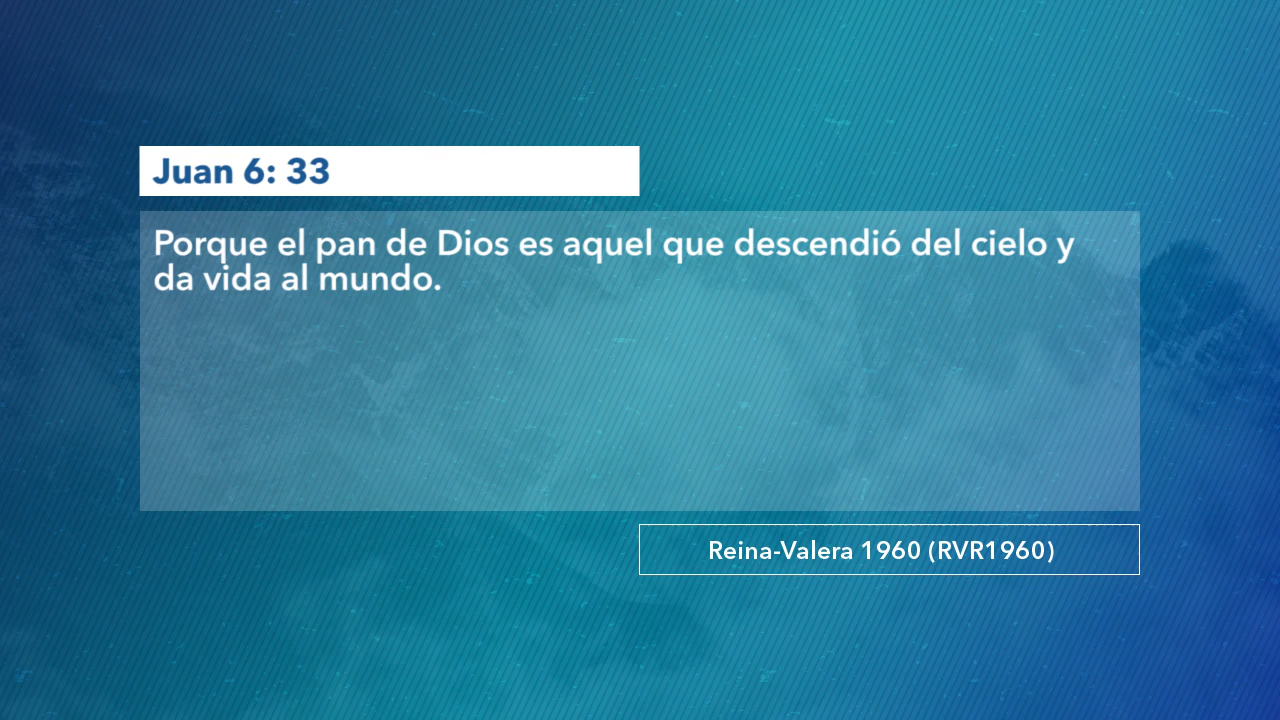 Juan 6: 33
Porque el pan de Dios es aquel que descendió del cielo y
da vida al mundo.
Reina-Valera 1960 (RVR1960)